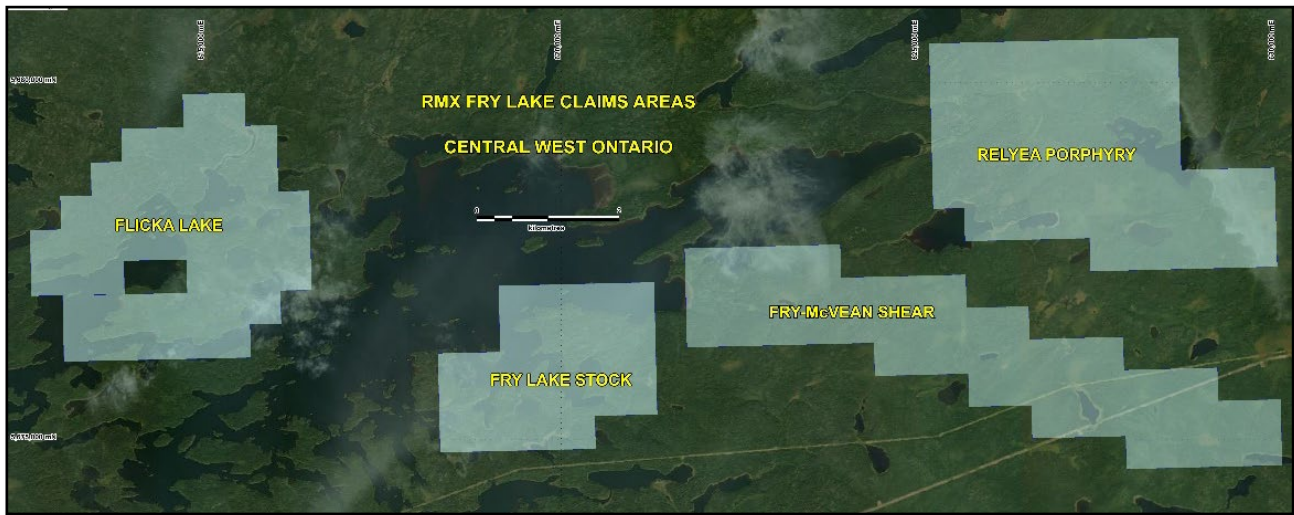 RMX FRY LAKE CLAIMS AREAS
CENTRAL WEST ONTARIO
RELYEA PORPHYRY
FLICKA LAKE
0 2
kilometres
FRY-McVEAN SHEAR
FRY LAKE STOCK